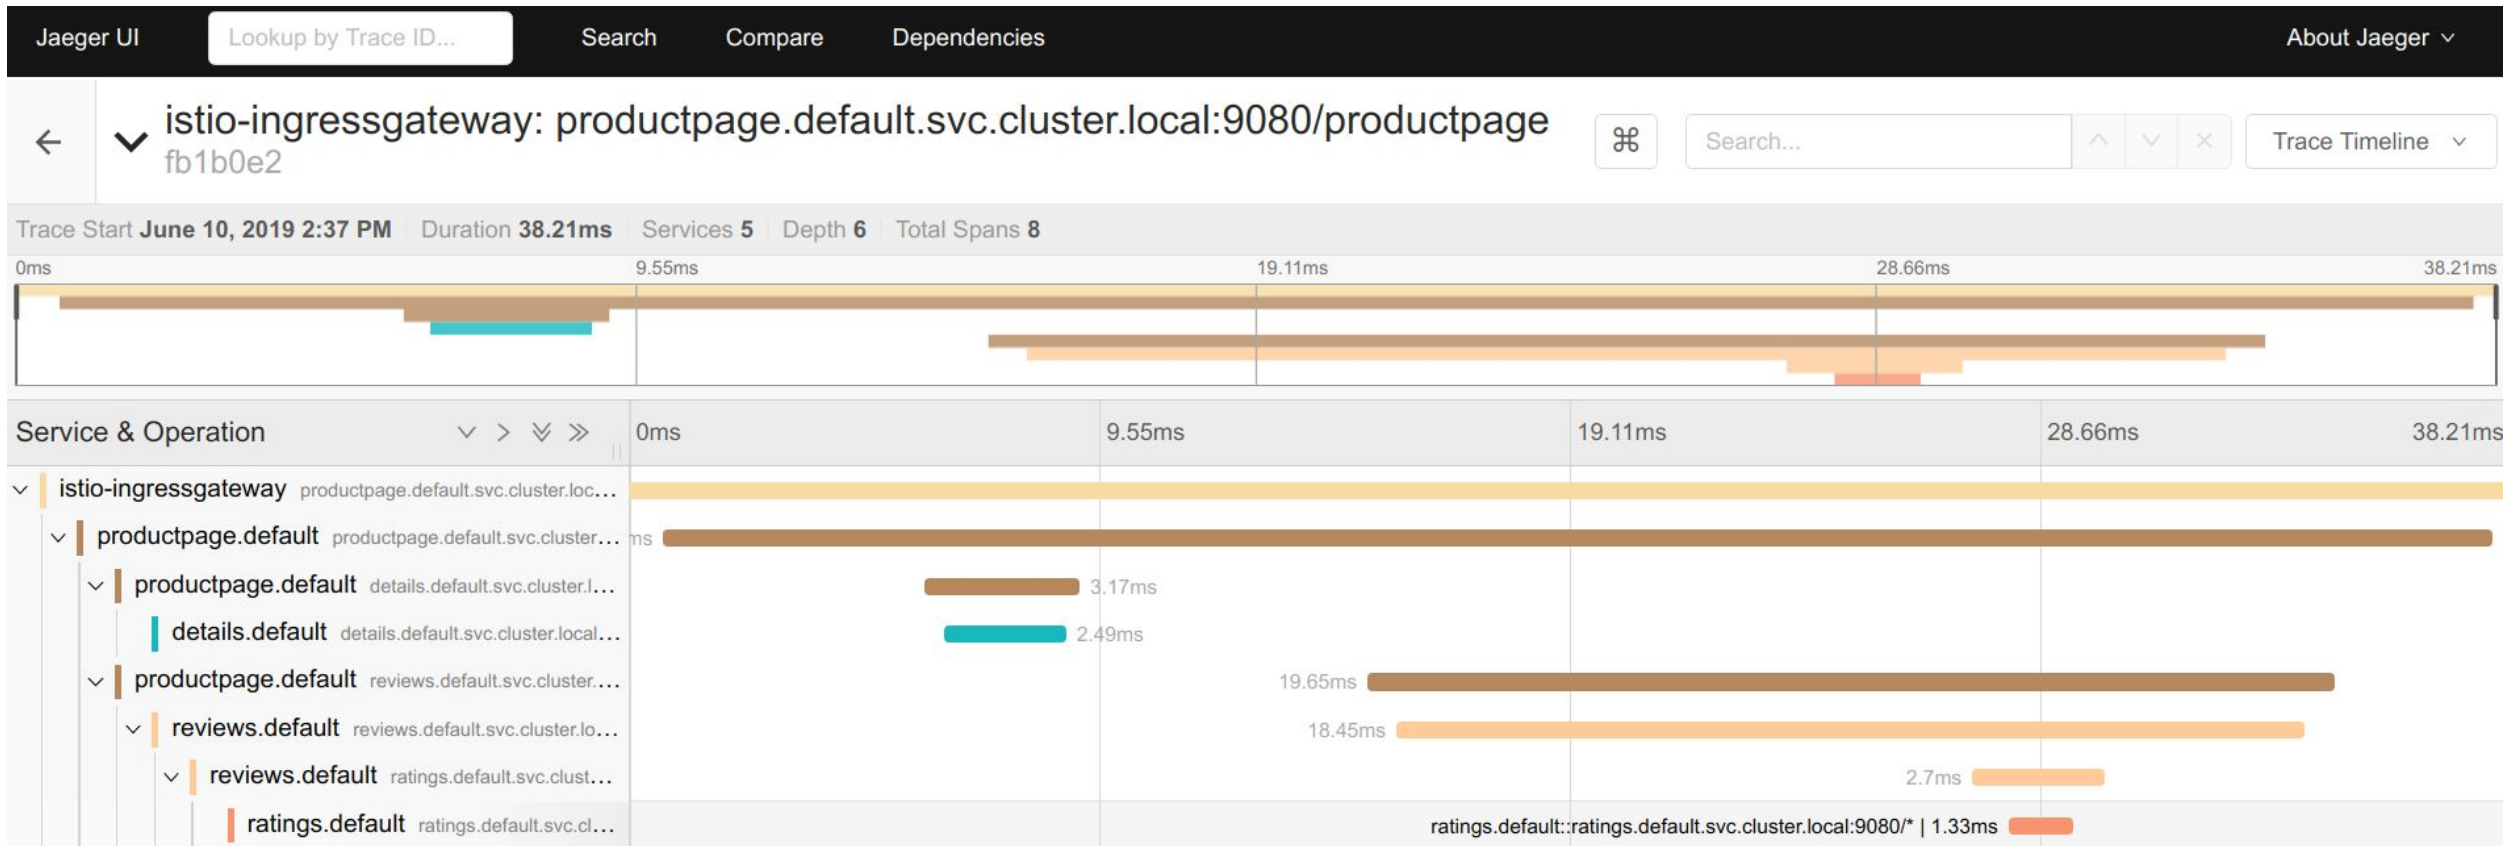 Jaeger UI Lookup by Trace ID... Search Compare Dependencies About Jaeger
istio-ingressgateway: productpage.default.svc.cluster.local:9080/productpage
fb1b0e2
⌘ Search... Trace Timeline
Trace Start June 10, 2019 2:37 PM Duration 38.21ms Services 5 Depth 6 Total Spans 8
0ms 9.55ms 19.11ms 28.66ms 38.21ms
Service & Operation 0ms 9.55ms 19.11ms 28.66ms 38.21ms
istio-ingressgateway productpage.default.svc.cluster.loc...
productpage.default productpage.default.svc.cluster... ms
productpage.default details.default.svc.cluster.l... 3.17ms
details.default details.default.svc.cluster.local... 2.49ms
productpage.default reviews.default.svc.cluster.... 19.65ms
reviews.default reviews.default.svc.cluster.lo... 18.45ms
reviews.default ratings.default.svc.clust... 2.7ms
ratings.default ratings.default.svc.cl... ratings.default::ratings.default.svc.cluster.local:9080/* | 1.33ms